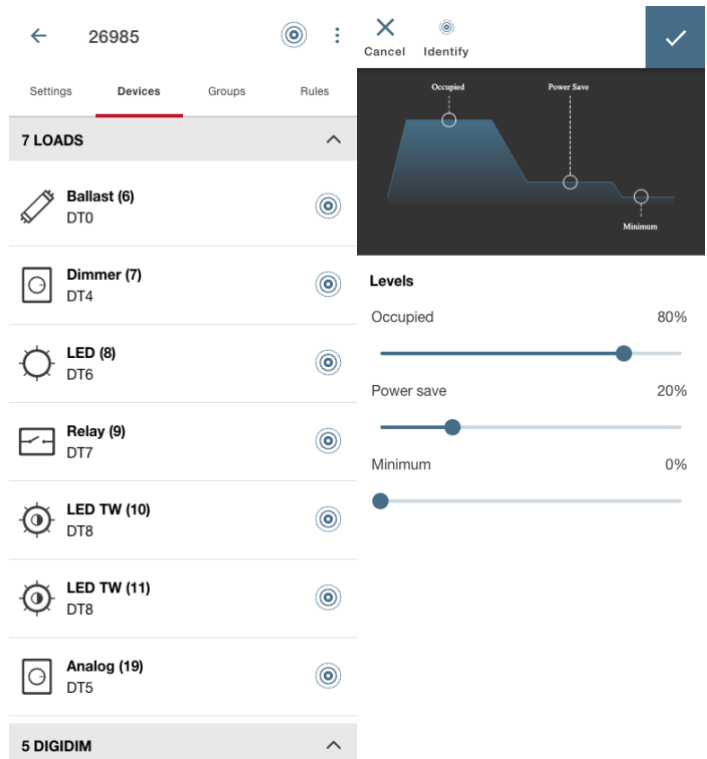 26985
Settings Devices Groups Rules
7 LOADS
Ballast (6)
DT0
Dimmer (7)
DT4
LED (8)
DT6
Relay (9)
DT7
LED TW (10)
DT8
LED TW (11)
DT8
Analog (19)
DT5
5 DIGIDIM
Cancel Identify
Occupied Power Save
Minimum
Levels
Occupied 80%
Power save 20%
Minimum 0%